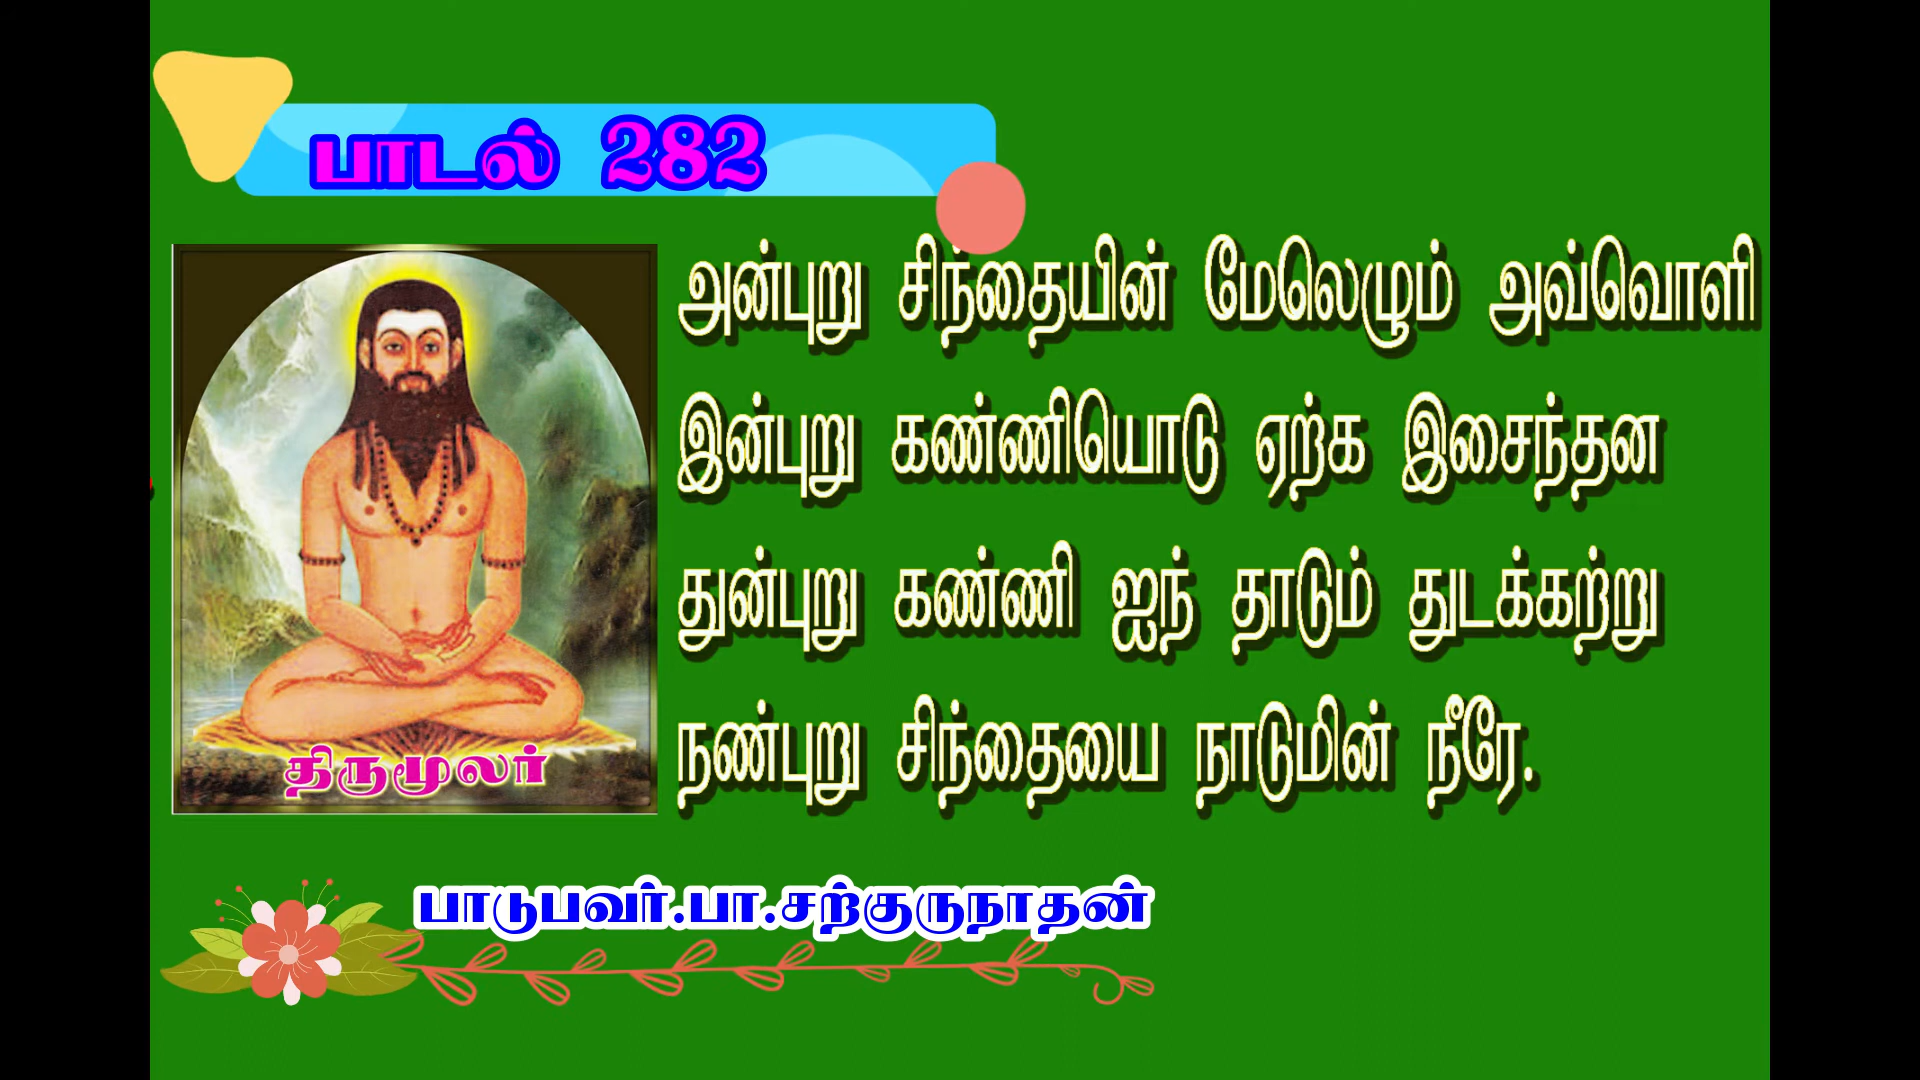 பாடல் 282
அன்புறு சிந்தையின் மேலெழும் அவ்வொளி
இன்புறு கண்ணியொடு ஏற்க இசைந்தன
துன்புறு கண்ணி ஐந் தாடும் துடக்கற்று
நண்புறு சிந்தையை நாடுமின் நீரே.
திருமூலர்
பாடுபவர்.பா.சற்குருநாதன்